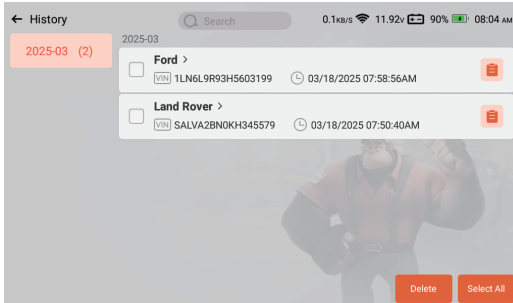 ← History
Search
0.1KB/S 11.92V 90% 08:04 AM
2025-03 (2)
2025-03
Ford >
VIN 1LN6L9R93H5603199 03/18/2025 07:58:56AM
Land Rover >
VIN SALVA2BN0KH345579 03/18/2025 07:50:40AM
Delete
Select All